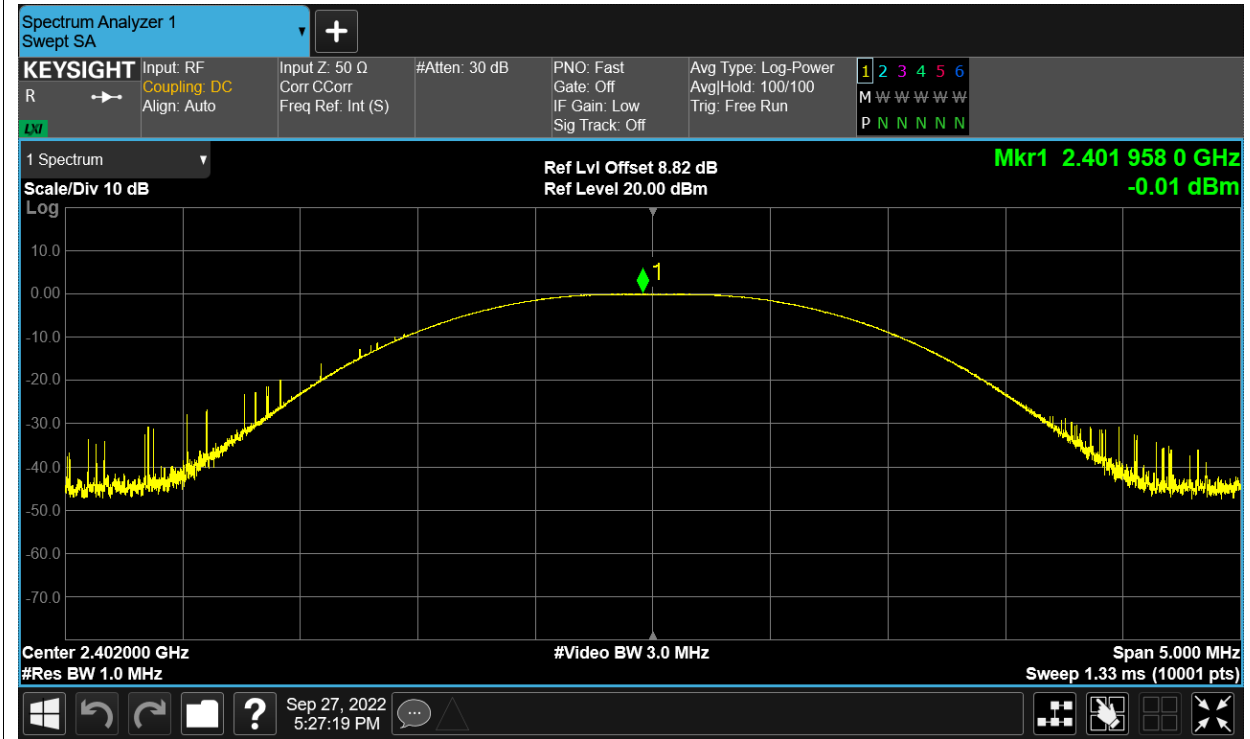 Spectrum Analyzer 1
Swept SA
+
KEYSIGHT
R
LXI
Input: RF
Coupling: DC
Align: Auto
Input Z: 50 Ω
Corr CCorr
Freq Ref: Int (S)
#Atten: 30 dB
PNO: Fast
Gate: Off
IF Gain: Low
Sig Track: Off
Avg Type: Log-Power
Avg|Hold: 100/100
Trig: Free Run
1 2 3 4 5 6
M W W W W W
P N N N N N
1 Spectrum
Scale/Div 10 dB
Log
Ref Lvl Offset 8.82 dB
Ref Level 20.00 dBm
Mkr1 2.401 958 0 GHz
-0.01 dBm
10.0
0.00
-10.0
-20.0
-30.0
-40.0
-50.0
-60.0
-70.0
1
Center 2.402000 GHz
#Res BW 1.0 MHz
#Video BW 3.0 MHz
Span 5.000 MHz
Sweep 1.33 ms (10001 pts)
?
Sep 27, 2022
5:27:19 PM